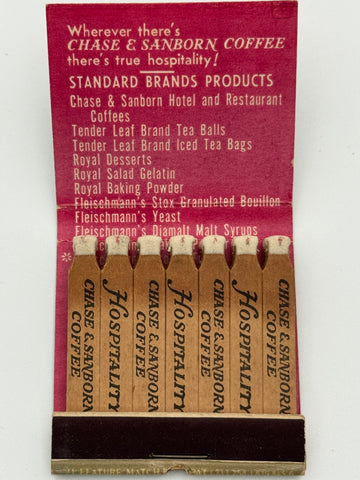 Wherever there's
CHASE & SANBORN COFFEE
there's true hospitality!
STANDARD BRANDS PRODUCTS
Chase & Sanborn Hotel and Restaurant
Coffees
Tender Leaf Brand Tea Balls
Tender Leaf Brand Iced Tea Bags
Royal Desserts
Royal Salad Gelatin
Royal Baking Powder
Fleischmann's Stox Granulated Bouillon
Fleischmann's Yeast
Fleischmann's Diamalt Malt Syrups
CHASE & SANBORN
COFFEE
HOSPITALITY
CHASE & SANBORN
COFFEE
HOSPITALITY
CHASE & SANBORN
COFFEE
HOSPITALITY
CHASE & SANBORN
COFFEE
FEATURE MATCH